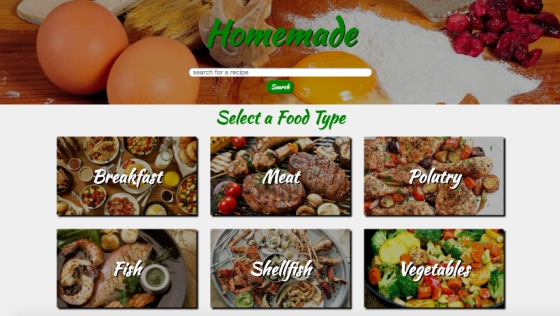 Homemade
search for a recipe
Search
Select a Food Type
Breakfast
Meat
Polutry
Fish
Shellfish
Vegetables